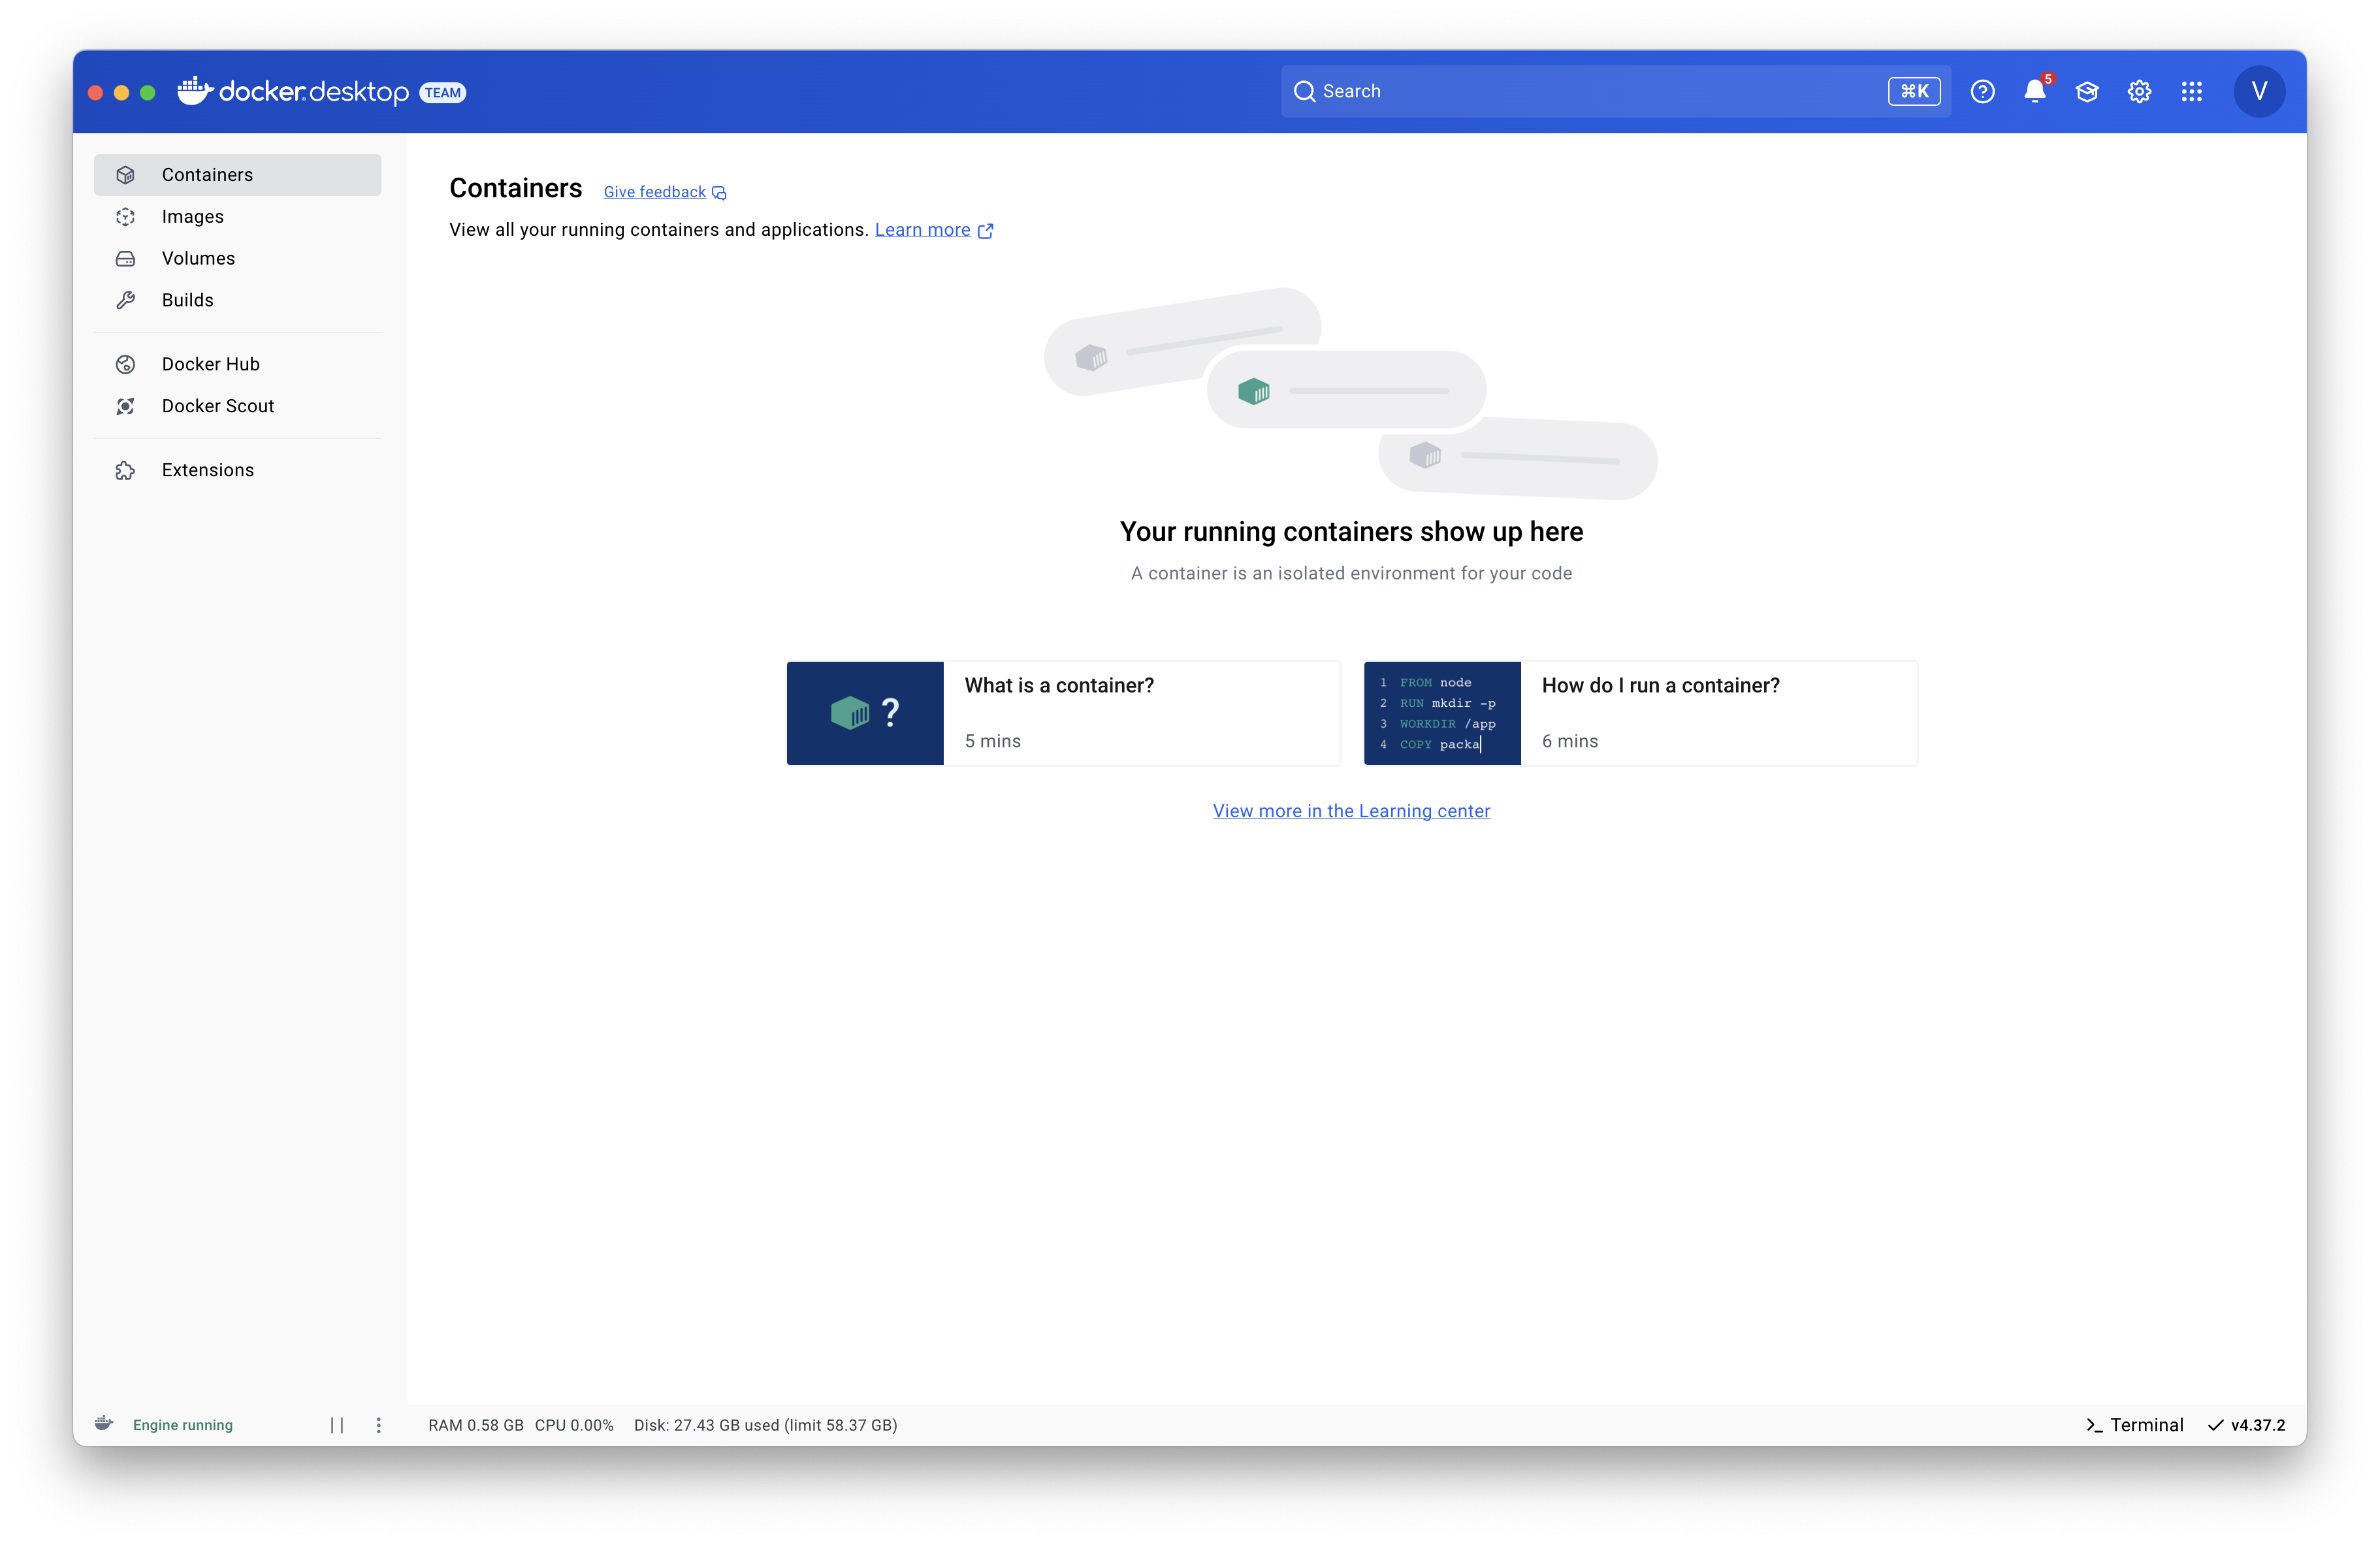 docker desktop TEAM
Search ⌘K
5
V
Containers
Images
Volumes
Builds
Docker Hub
Docker Scout
Extensions
Containers Give feedback
View all your running containers and applications. Learn more
Your running containers show up here
A container is an isolated environment for your code
?
What is a container?
5 mins
1 FROM node
2 RUN mkdir -p
3 WORKDIR /app
4 COPY packa
How do I run a container?
6 mins
View more in the Learning center
Engine running
RAM 0.58 GB CPU 0.00% Disk: 27.43 GB used (limit 58.37 GB)
>_ Terminal
v4.37.2